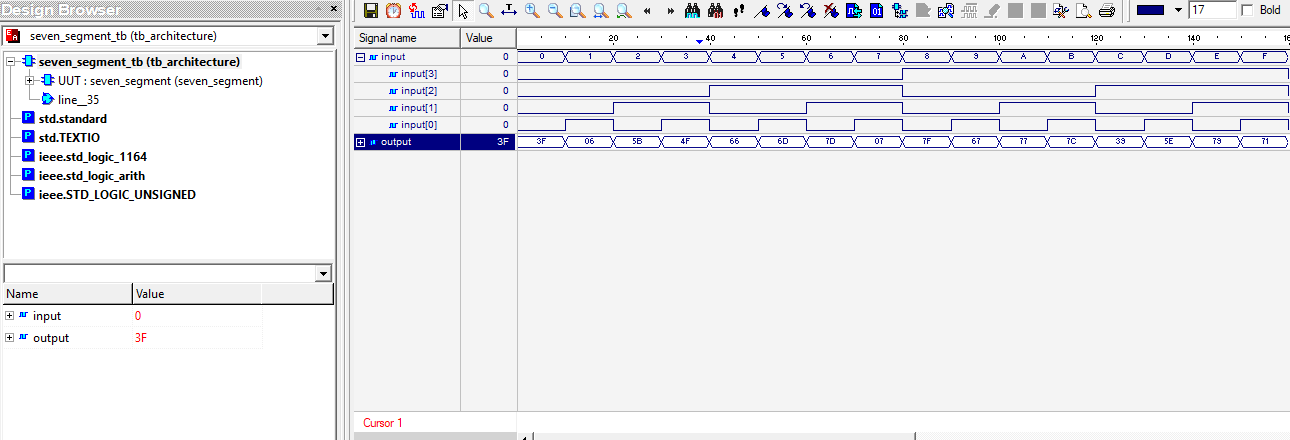 Design Browser
seven_segment_tb (tb_architecture)
seven_segment_tb (tb_architecture)
UUT : seven_segment (seven_segment)
line__35
std.standard
std.TEXTIO
ieee.std_logic_1164
ieee.std_logic_arith
ieee.STD_LOGIC_UNSIGNED
Name Value
input 0
output 3F
17 Bold
Signal name Value 20 40 60 80 100 120 140 16
input 0 0 1 2 3 4 5 6 7 8 9 A B C D E F
input[3] 0
input[2] 0
input[1] 0
input[0] 0
output 3F 3F 06 5B 4F 66 6D 7D 07 7F 67 77 7C 39 5E 79 71
Cursor 1